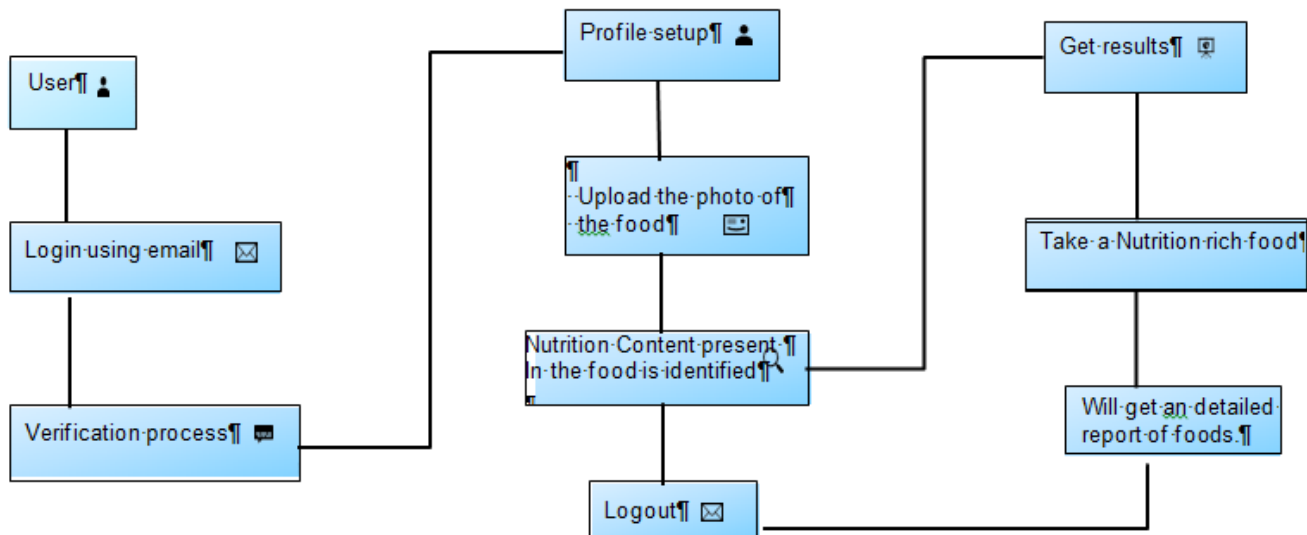 User¶
Login·using·email¶
Verification·process¶
Profile·setup¶
¶
··Upload·the·photo·of¶
··the·food¶
Nutrition·Content·present·¶
In·the·food·is·identified¶
¶
Logout¶
Get·results¶
Take·a·Nutrition·rich·food¶
Will·get·an·detailed·
report·of·foods.¶